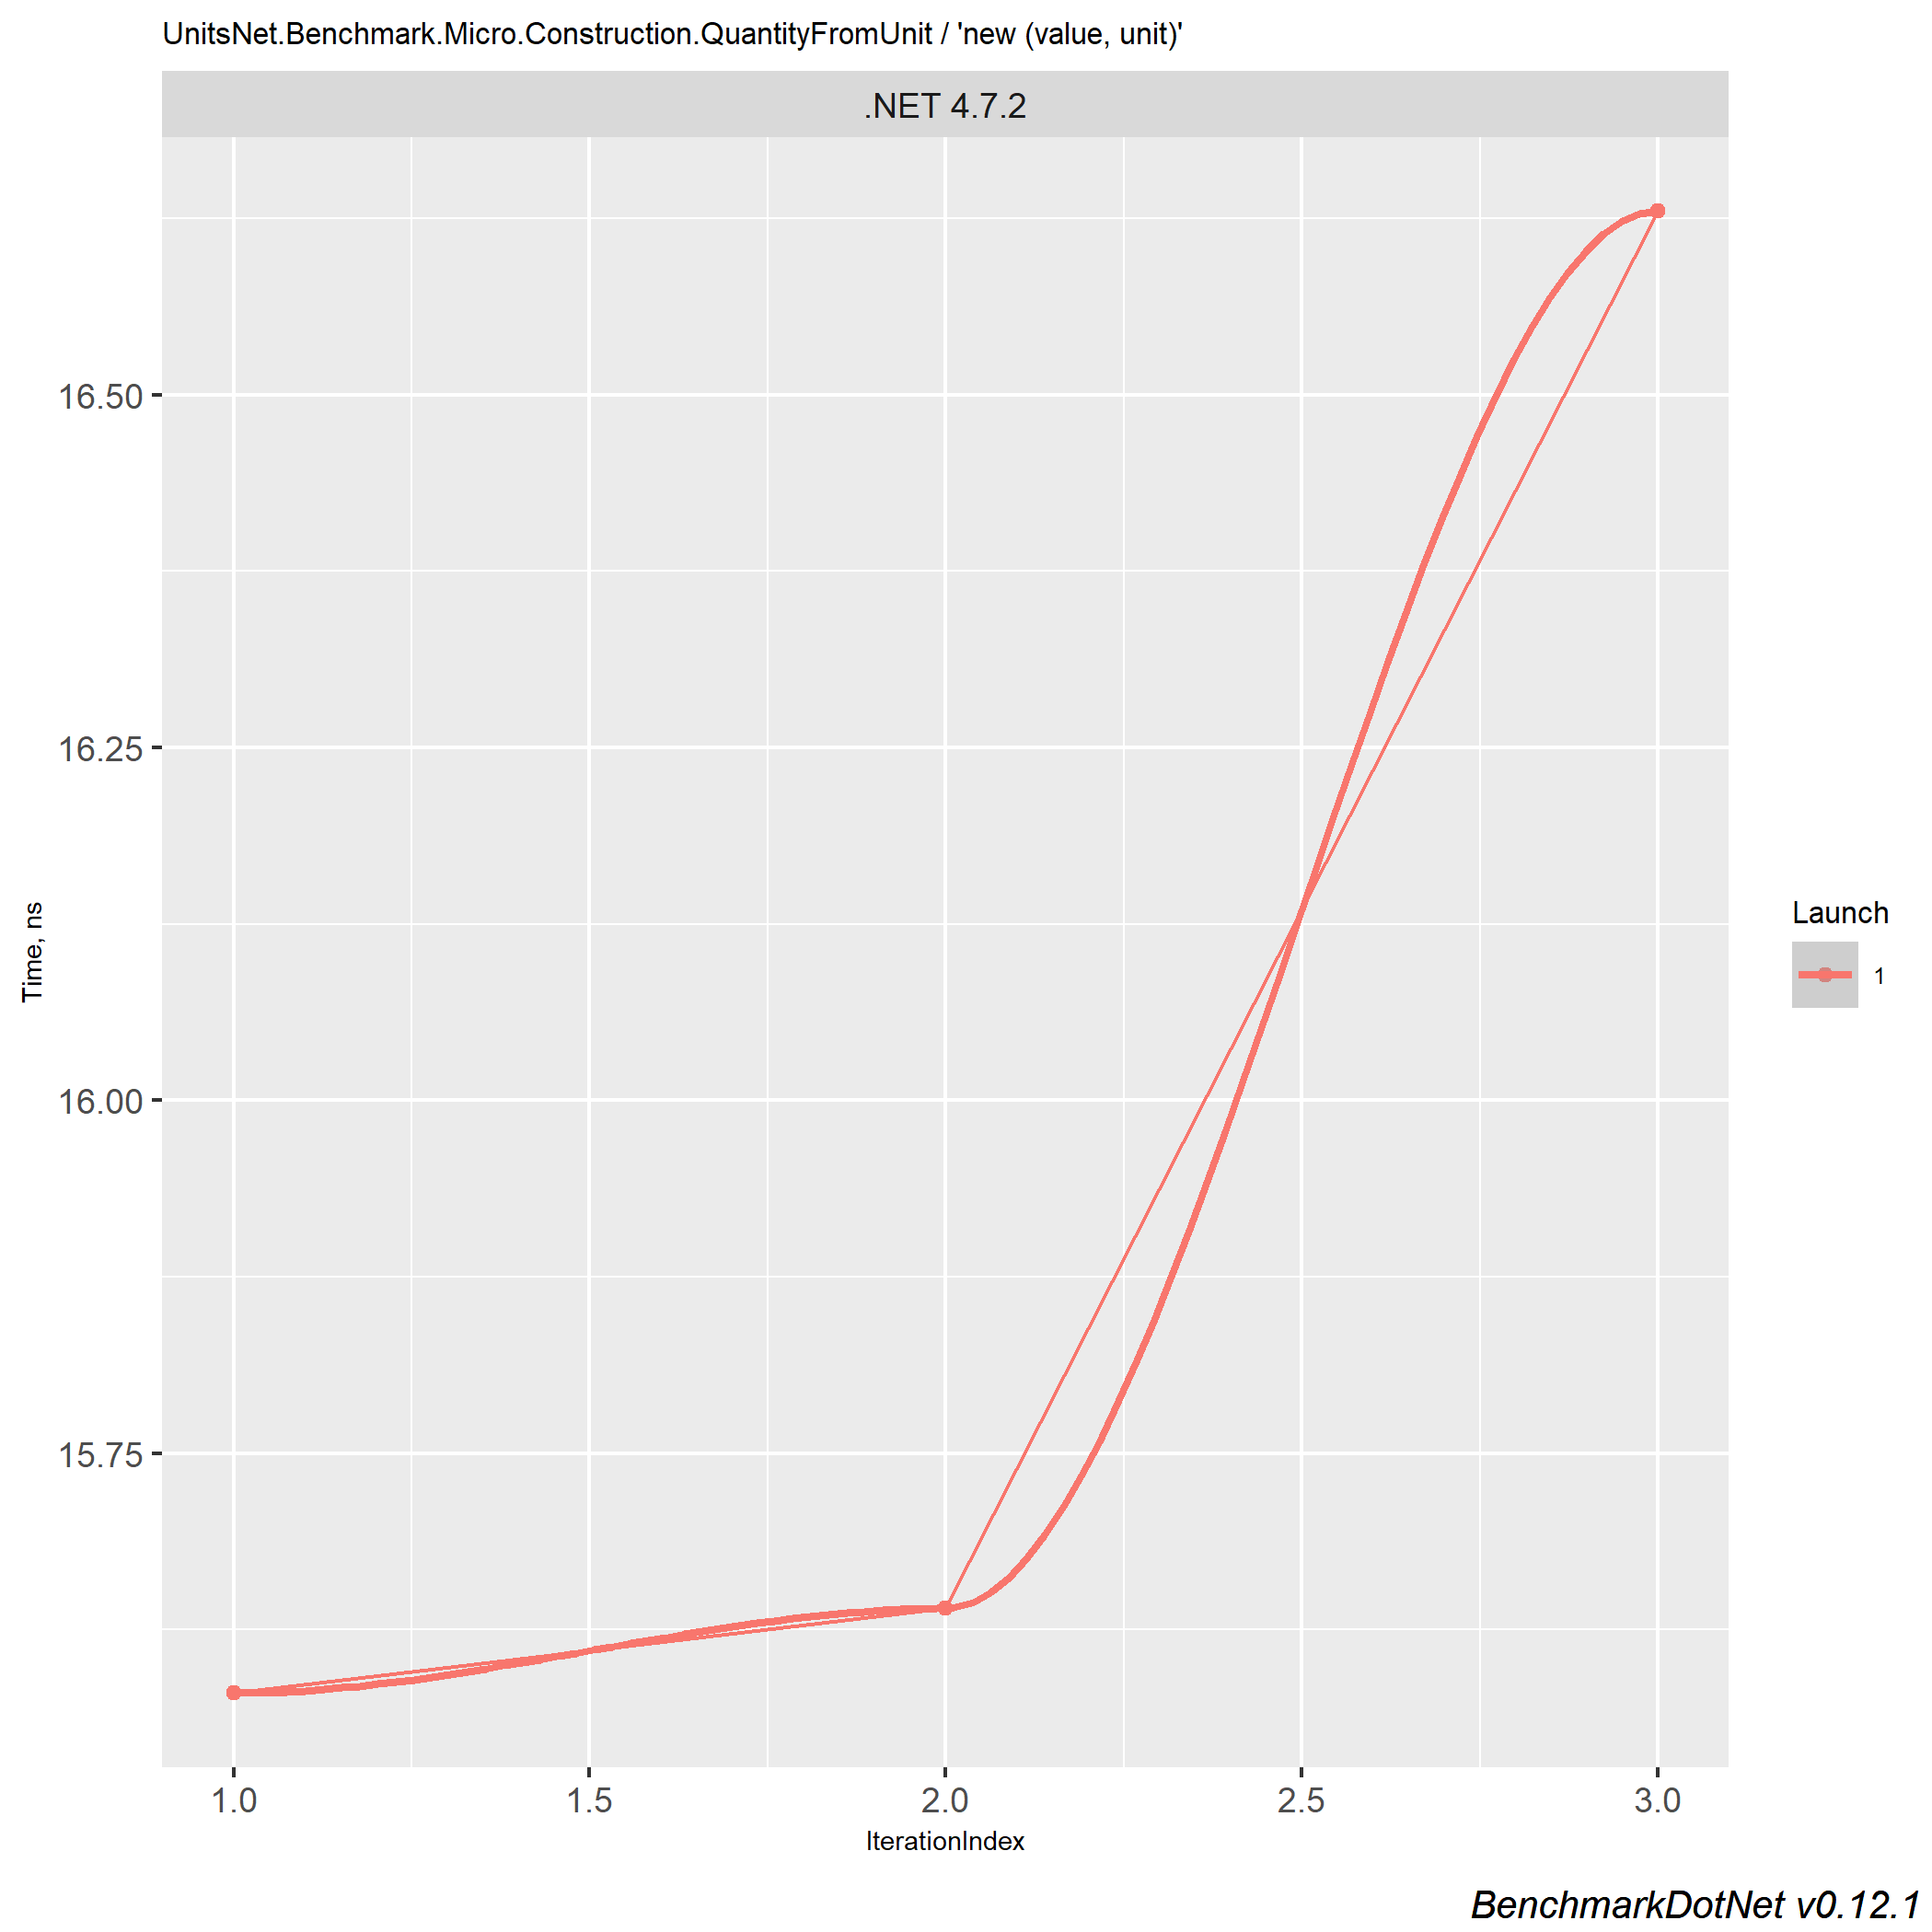 UnitsNet.Benchmark.Micro.Construction.QuantityFromUnit / 'new (value, unit)'
.NET 4.7.2
16.50
16.25
16.00
15.75
Time, ns
1.0 1.5 2.0 2.5 3.0
IterationIndex
Launch
1
BenchmarkDotNet v0.12.1